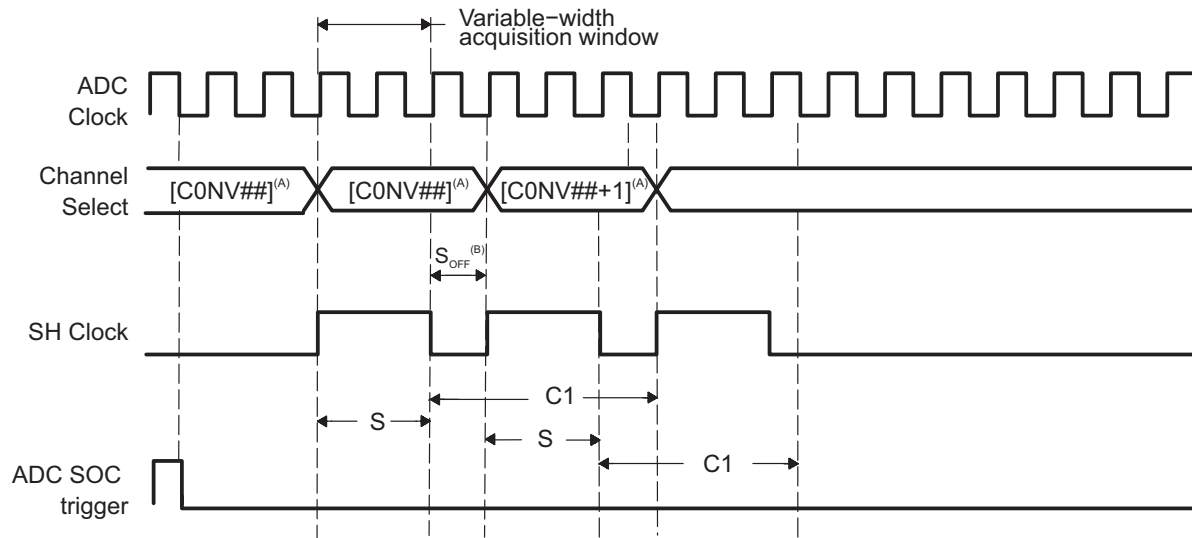 Variable−width
acquisition window
ADC
Clock
Channel
Select
[C0NV##](A)
[C0NV##](A)
[C0NV##+1](A)
SOFF(B)
SH Clock
C1
S
S
C1
ADC SOC
trigger